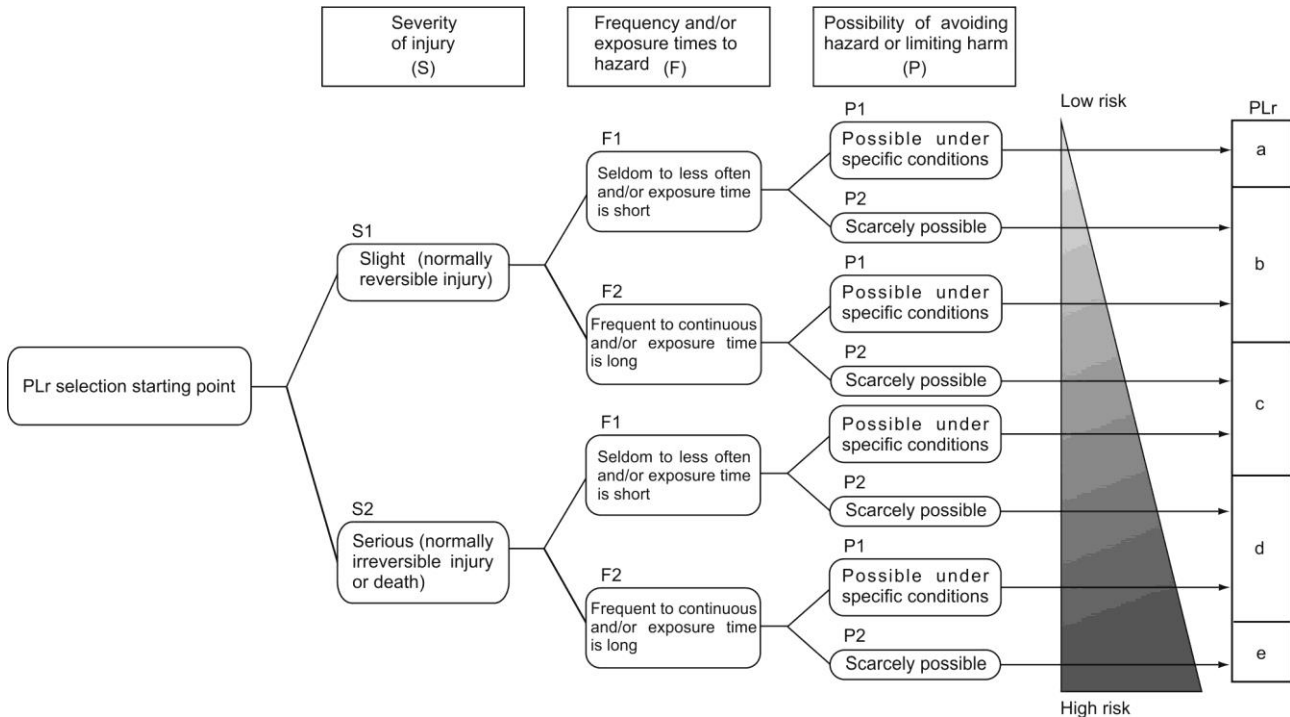 Severity
of injury
(S)
Frequency and/or
exposure times to
hazard (F)
Possibility of avoiding
hazard or limiting harm
(P)
Low risk
PLr
P1
Possible under
specific conditions
a
F1
Seldom to less often
and/or exposure time
is short
P2
Scarcely possible
b
S1
Slight (normally
reversible injury)
P1
Possible under
specific conditions
F2
Frequent to continuous
and/or exposure time
is long
P2
Scarcely possible
c
PLr selection starting point
F1
Seldom to less often
and/or exposure time
is short
Possible under
specific conditions
P2
Scarcely possible
d
S2
Serious (normally
irreversible injury
or death)
P1
Possible under
specific conditions
F2
Frequent to continuous
and/or exposure time
is long
P2
Scarcely possible
e
High risk